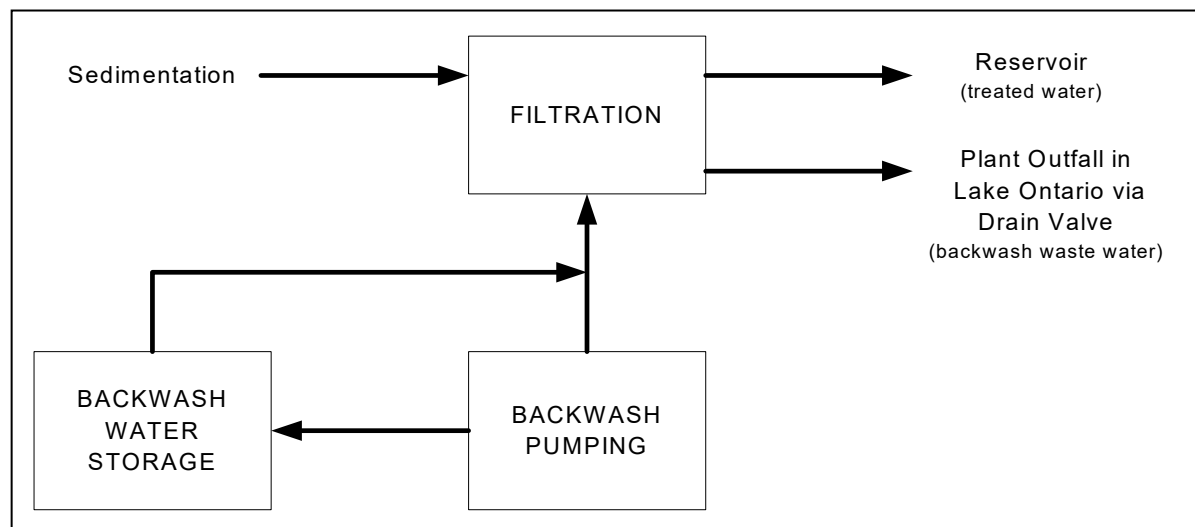 Sedimentation
FILTRATION
Reservoir
(treated water)
Plant Outfall in
Lake Ontario via
Drain Valve
(backwash waste water)
BACKWASH
WATER
STORAGE
BACKWASH
PUMPING